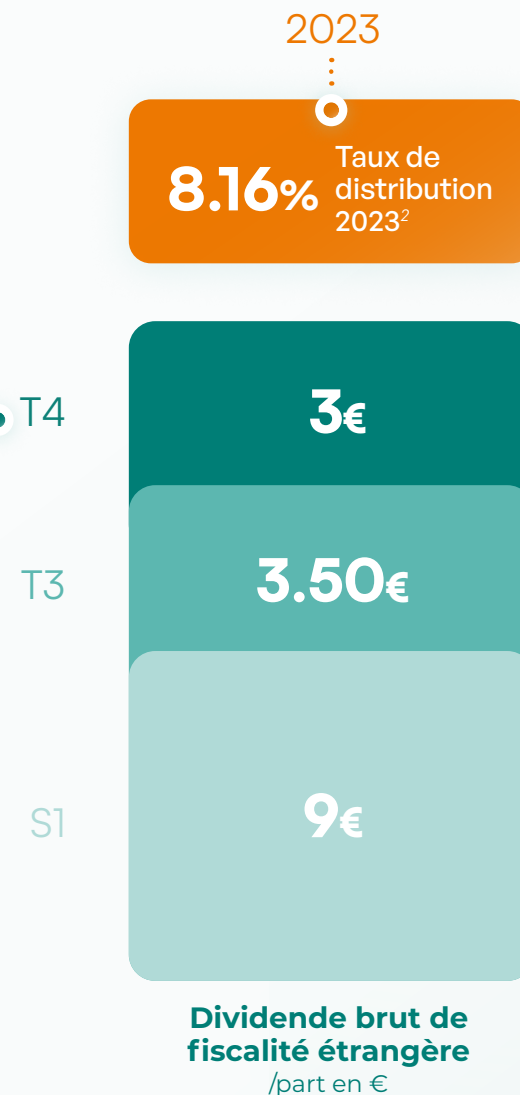 2023
8.16%
Taux de
distribution
2023²
T4
3€
T3
3.50€
S1
9€
Dividende brut de
fiscalité étrangère
/part en €